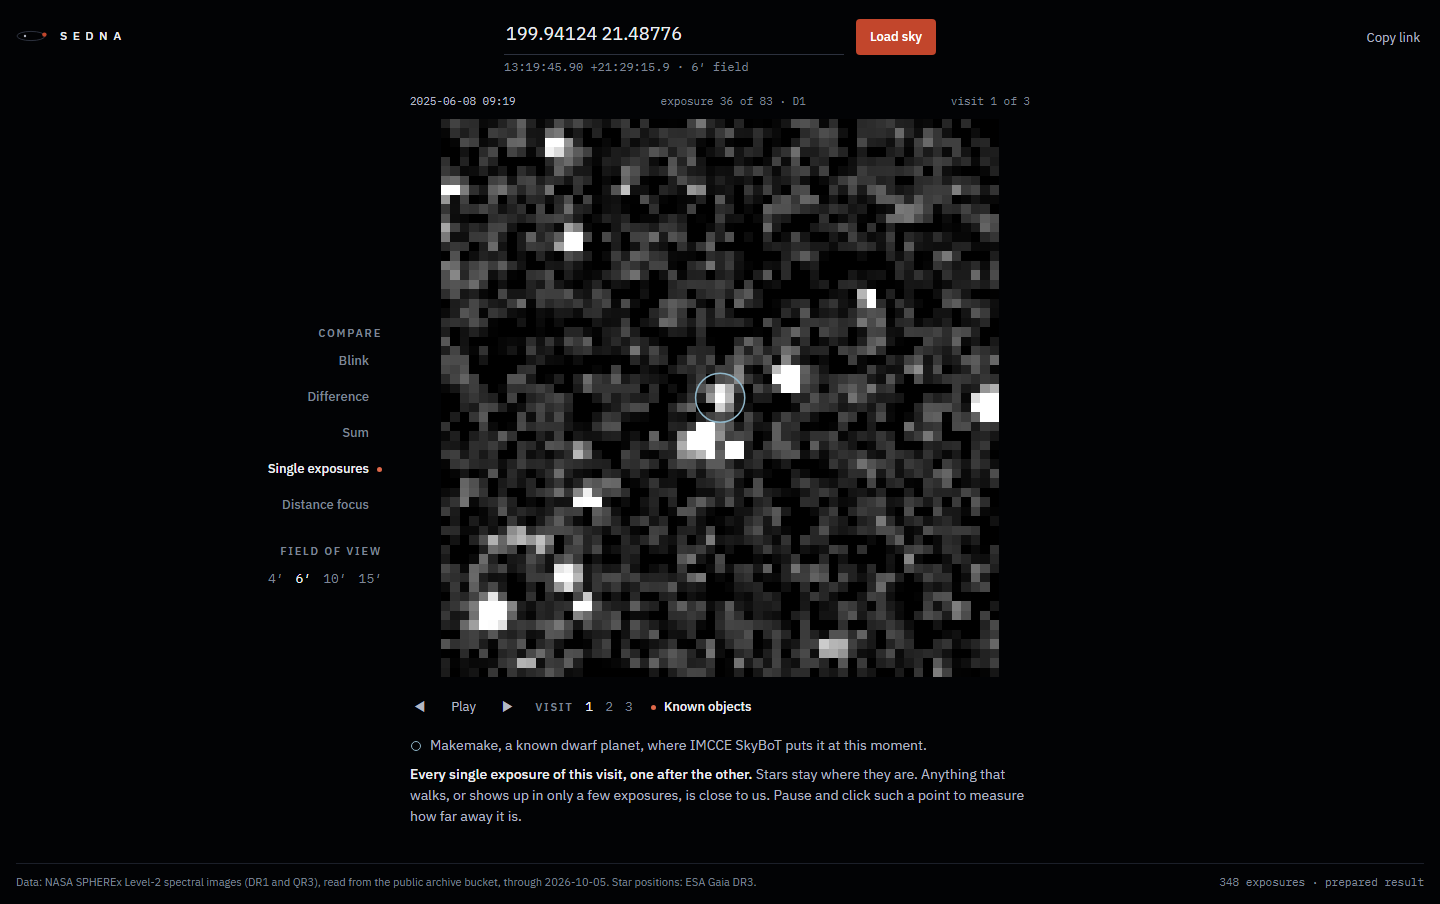 SEDNA
199.94124 21.48776
Load sky
Copy link
13:19:45.90 +21:29:15.9 · 6′ field
2025-06-08 09:19
exposure 36 of 83 · D1
visit 1 of 3
COMPARE
Blink
Difference
Sum
Single exposures
Distance focus
FIELD OF VIEW
4′ 6′ 10′ 15′
◀ Play ▶ VISIT 1 2 3 Known objects
Makemake, a known dwarf planet, where IMCCE SkyBoT puts it at this moment.
Every single exposure of this visit, one after the other. Stars stay where they are. Anything that
walks, or shows up in only a few exposures, is close to us. Pause and click such a point to measure
how far away it is.
Data: NASA SPHEREx Level-2 spectral images (DR1 and QR3), read from the public archive bucket, through 2026-10-05. Star positions: ESA Gaia DR3.
348 exposures · prepared result